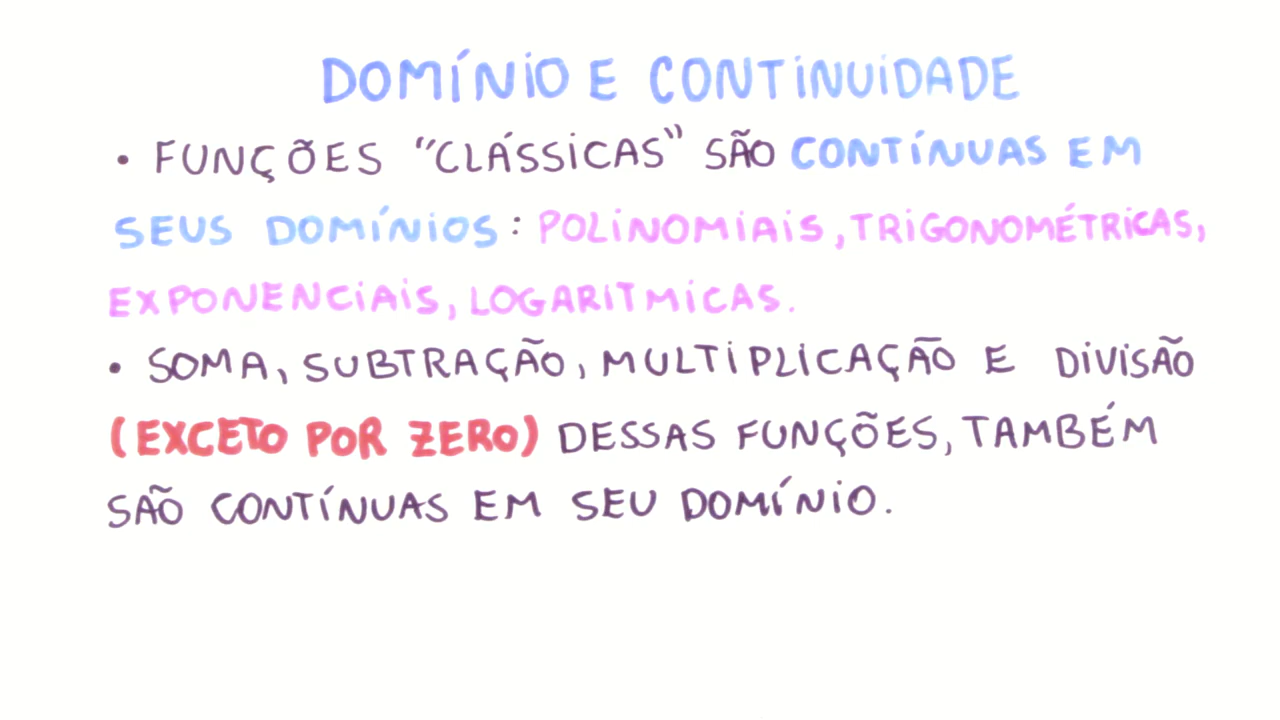 DOMÍNIO E CONTINUIDADE
• FUNÇÕES "CLÁSSICAS" SÃO CONTÍNUAS EM
SEUS DOMÍNIOS: POLINOMIAIS, TRIGONOMÉTRICAS,
EXPONENCIAIS, LOGARITMICAS.
• SOMA, SUBTRAÇÃO, MULTIPLICAÇÃO E DIVISÃO
(EXCETO POR ZERO) DESSAS FUNÇÕES, TAMBÉM
SÃO CONTÍNUAS EM SEU DOMÍNIO.